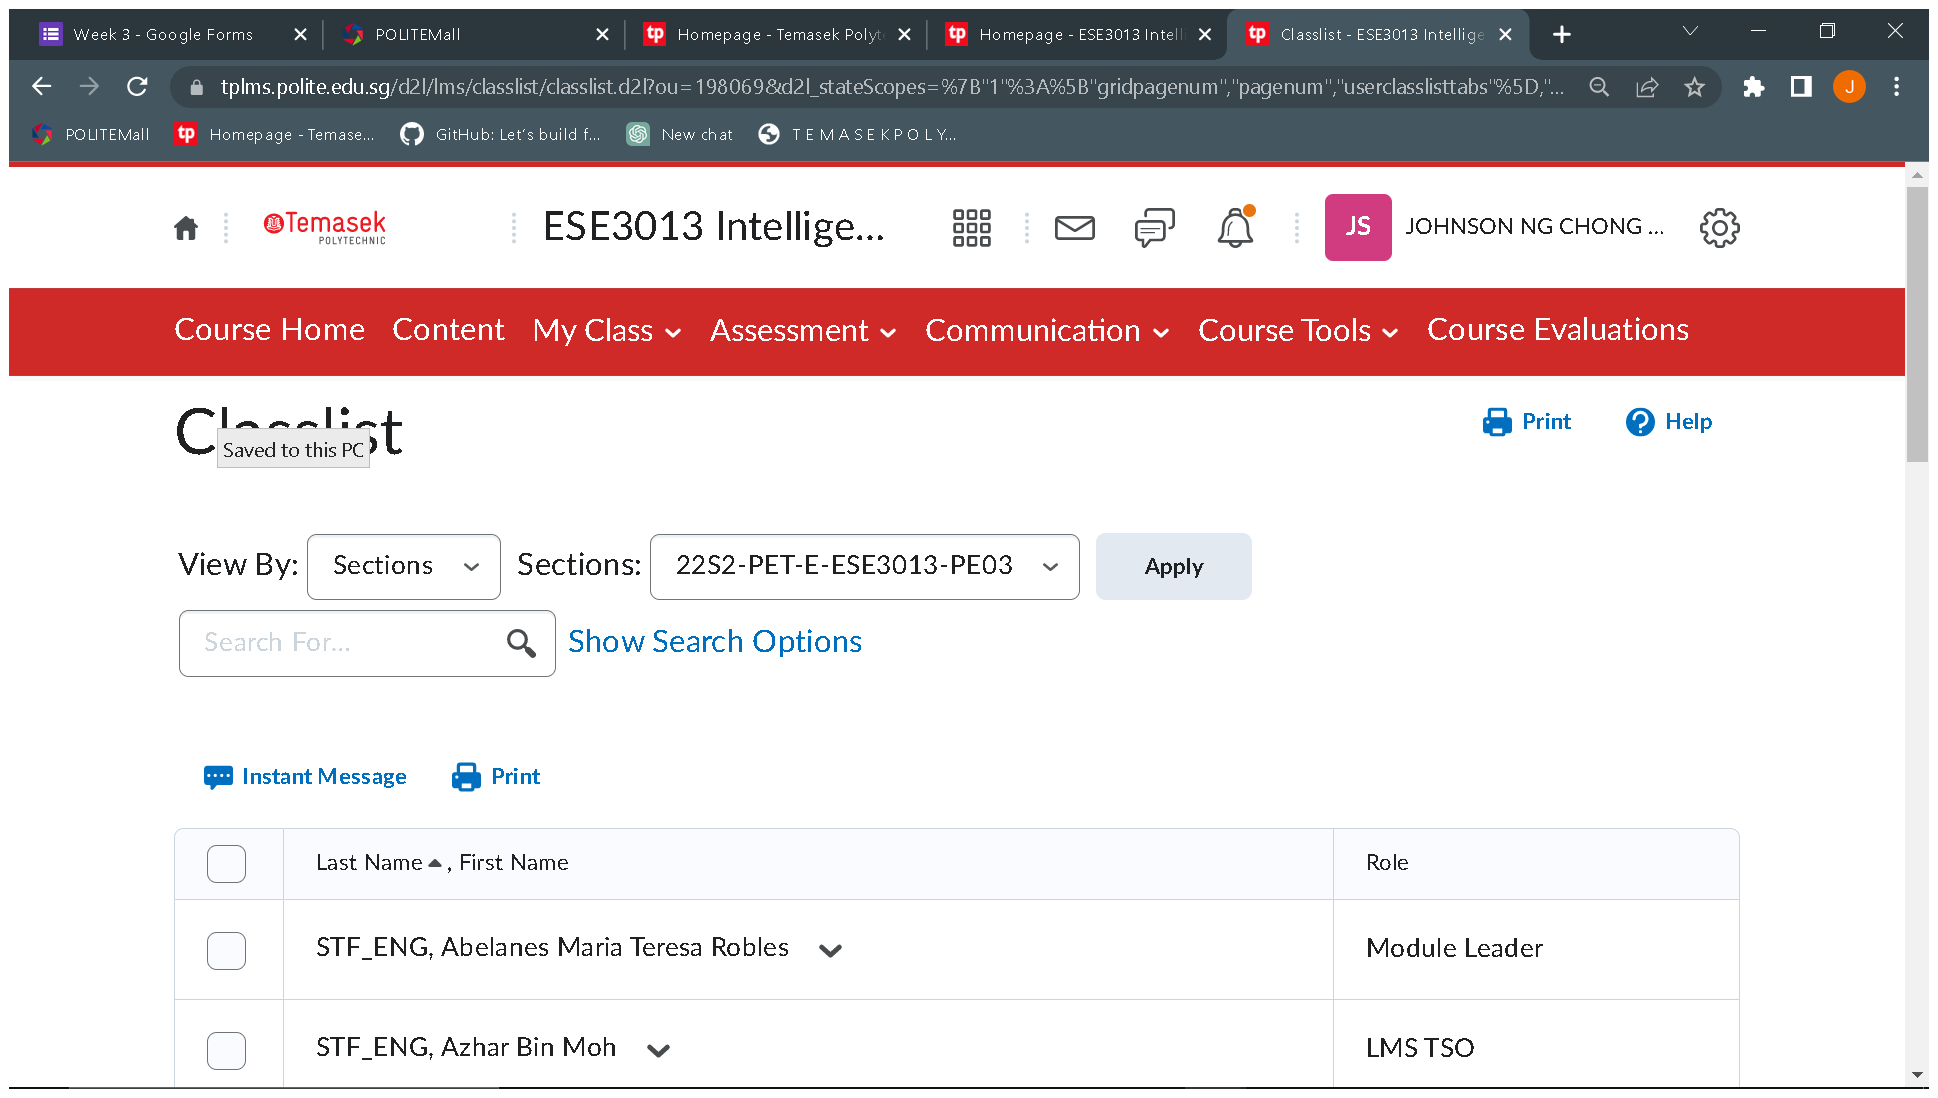 Week 3 - Google Forms
POLITEMall
Homepage - Temasek Polyt
Homepage - ESE3013 Intell
Classlist - ESE3013 Intellige
tplms.polite.edu.sg/d2l/lms/classlist/classlist.d2l?ou=198069&d2l_stateScopes=%7B"1"%3A%5B"gridpagenum","pagenum","userclasslisttabs"%5D,"...
J
POLITEMall
tp Homepage - Temase...
GitHub: Let's build f...
New chat
T E M A S E K P O L Y...
Temasek
POLYTECHNIC
ESE3013 Intellige...
JS
JOHNSON NG CHONG ...
Course Home
Content
My Class
Assessment
Communication
Course Tools
Course Evaluations
Classlist
Saved to this PC
Print
Help
View By:
Sections
Sections:
22S2-PET-E-ESE3013-PE03
Apply
Search For...
Show Search Options
Instant Message
Print
Last Name , First Name
Role
STF_ENG, Abelanes Maria Teresa Robles
Module Leader
STF_ENG, Azhar Bin Moh
LMS TSO